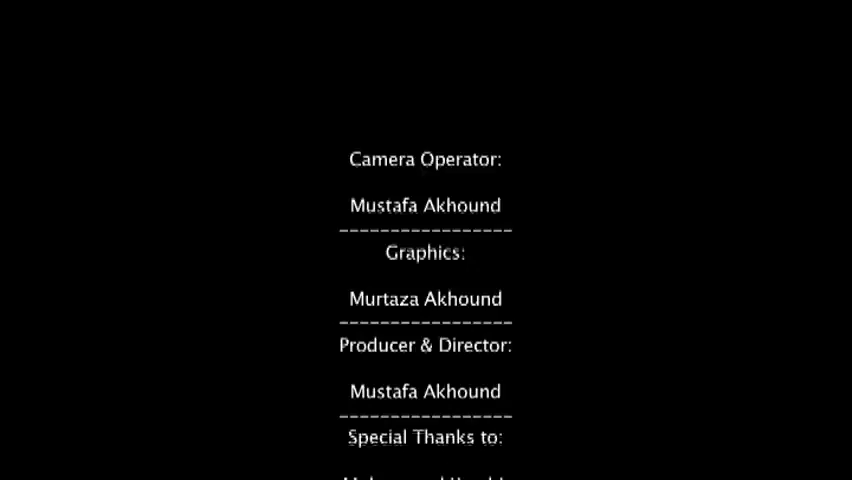 Camera Operator:
Mustafa Akhound
-----------------
Graphics:
Murtaza Akhound
-----------------
Producer & Director:
Mustafa Akhound
-----------------
Special Thanks to: